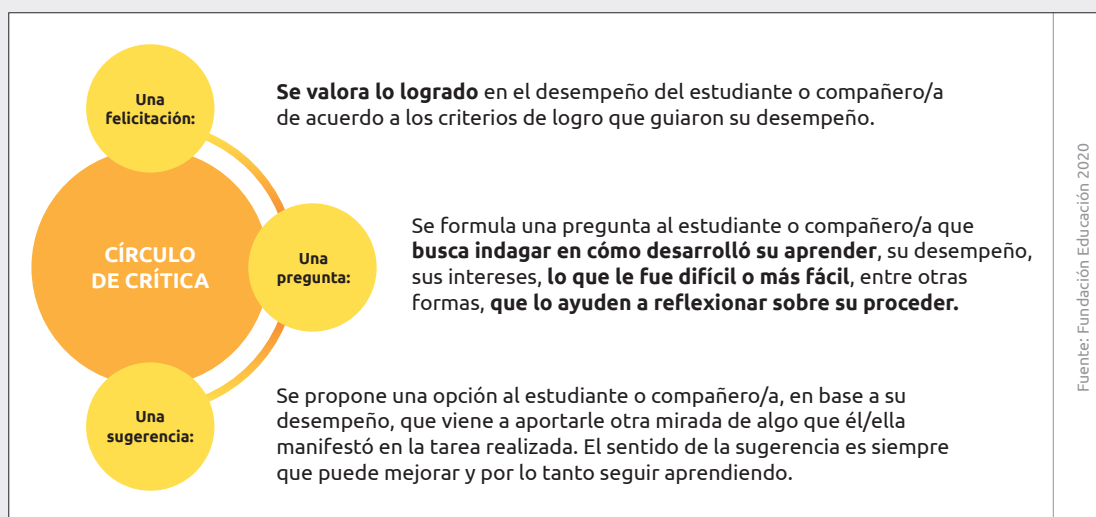 Una
felicitación:
Se valora lo logrado en el desempeño del estudiante o compañero/a
de acuerdo a los criterios de logro que guiaron su desempeño.
CÍRCULO
DE CRÍTICA
Una
pregunta:
Se formula una pregunta al estudiante o compañero/a que
busca indagar en cómo desarrolló su aprender, su desempeño,
sus intereses, lo que le fue difícil o más fácil, entre otras
formas, que lo ayuden a reflexionar sobre su proceder.
Una
sugerencia:
Se propone una opción al estudiante o compañero/a, en base a su
desempeño, que viene a aportarle otra mirada de algo que él/ella
manifestó en la tarea realizada. El sentido de la sugerencia es siempre
que puede mejorar y por lo tanto seguir aprendiendo.
Fuente: Fundación Educación 2020